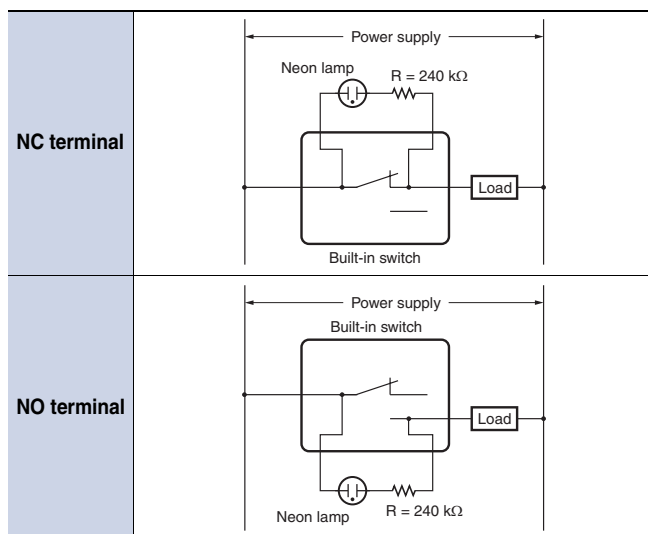 NC terminal
Power supply
Neon lamp
R = 240 kΩ
Load
Built-in switch
NO terminal
Power supply
Built-in switch
Load
Neon lamp
R = 240 kΩ